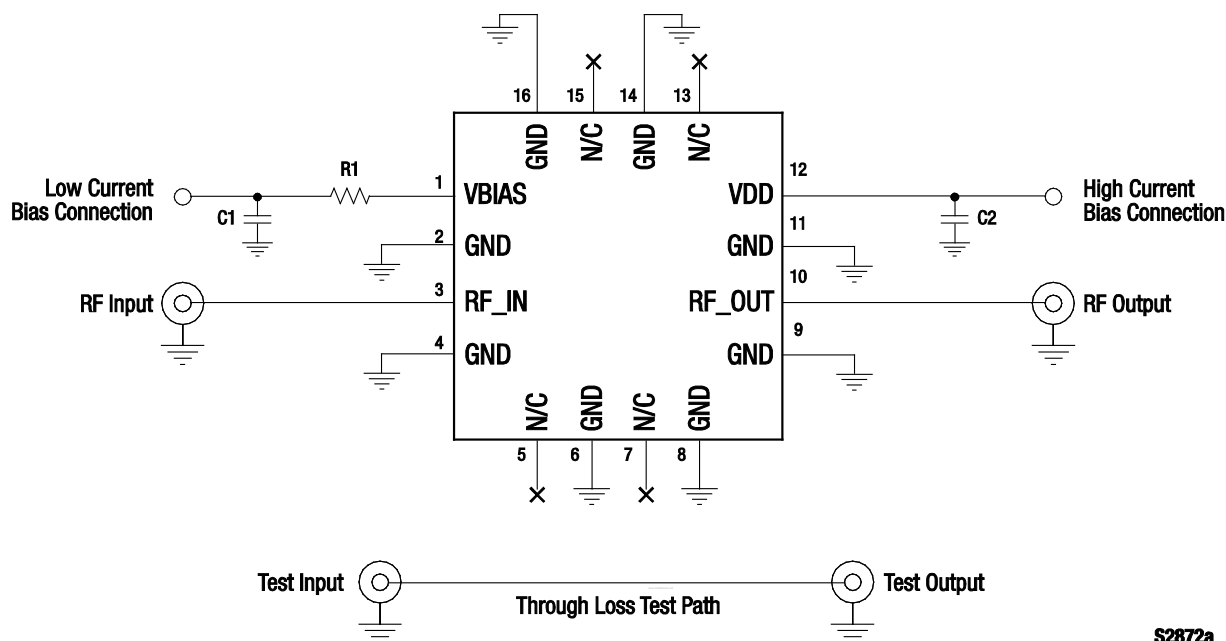 16 15 14 13
GND N/C GND N/C
Low Current
Bias Connection
R1
C1
1 VBIAS
2 GND
RF Input
3 RF_IN
4 GND
12
VDD
11
GND
10
RF_OUT
9
GND
C2
High Current
Bias Connection
RF Output
N/C GND N/C GND
5 6 7 8
Test Input
Through Loss Test Path
Test Output
S2872a